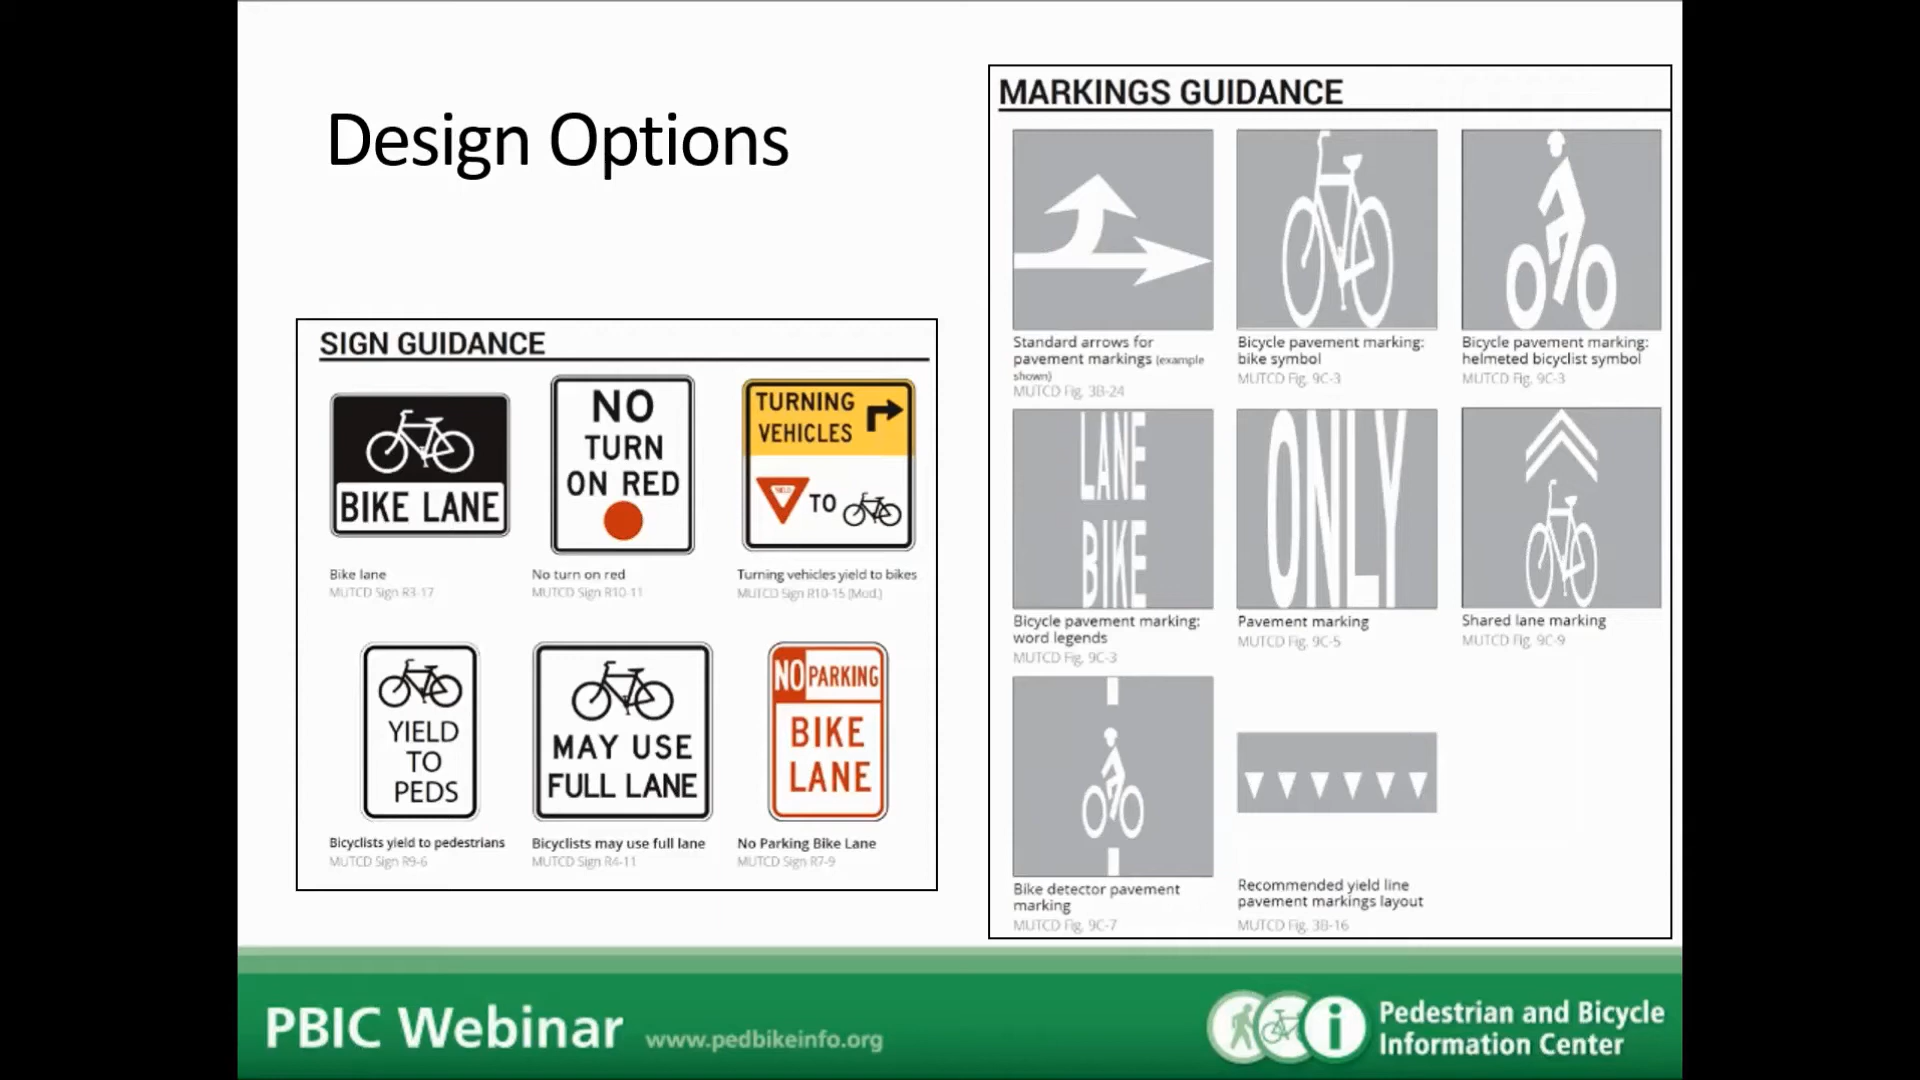 Design Options
SIGN GUIDANCE
BIKE LANE
Bike lane
MUTCD Sign R3-17
NO
TURN
ON RED
No turn on red
MUTCD Sign R10-11
TURNING
VEHICLES
YIELD
TO
Turning vehicles yield to bikes
MUTCD Sign R10-15 (Mod.)
YIELD
TO
PEDS
Bicyclists yield to pedestrians
MUTCD Sign R9-6
MAY USE
FULL LANE
Bicyclists may use full lane
MUTCD Sign R4-11
NO PARKING
BIKE
LANE
No Parking Bike Lane
MUTCD Sign R7-9
MARKINGS GUIDANCE
Standard arrows for
pavement markings (example
shown)
MUTCD Fig. 3B-24
Bicycle pavement marking:
bike symbol
MUTCD Fig. 9C-3
Bicycle pavement marking:
helmeted bicyclist symbol
MUTCD Fig. 9C-3
LANE
BIKE
Bicycle pavement marking:
word legends
MUTCD Fig. 9C-3
ONLY
Pavement marking
MUTCD Fig. 9C-5
Shared lane marking
MUTCD Fig. 9C-9
Bike detector pavement
marking
MUTCD Fig. 9C-7
Recommended yield line
pavement markings layout
MUTCD Fig. 3B-16
PBIC Webinar www.pedbikeinfo.org
i
Pedestrian and Bicycle
Information Center